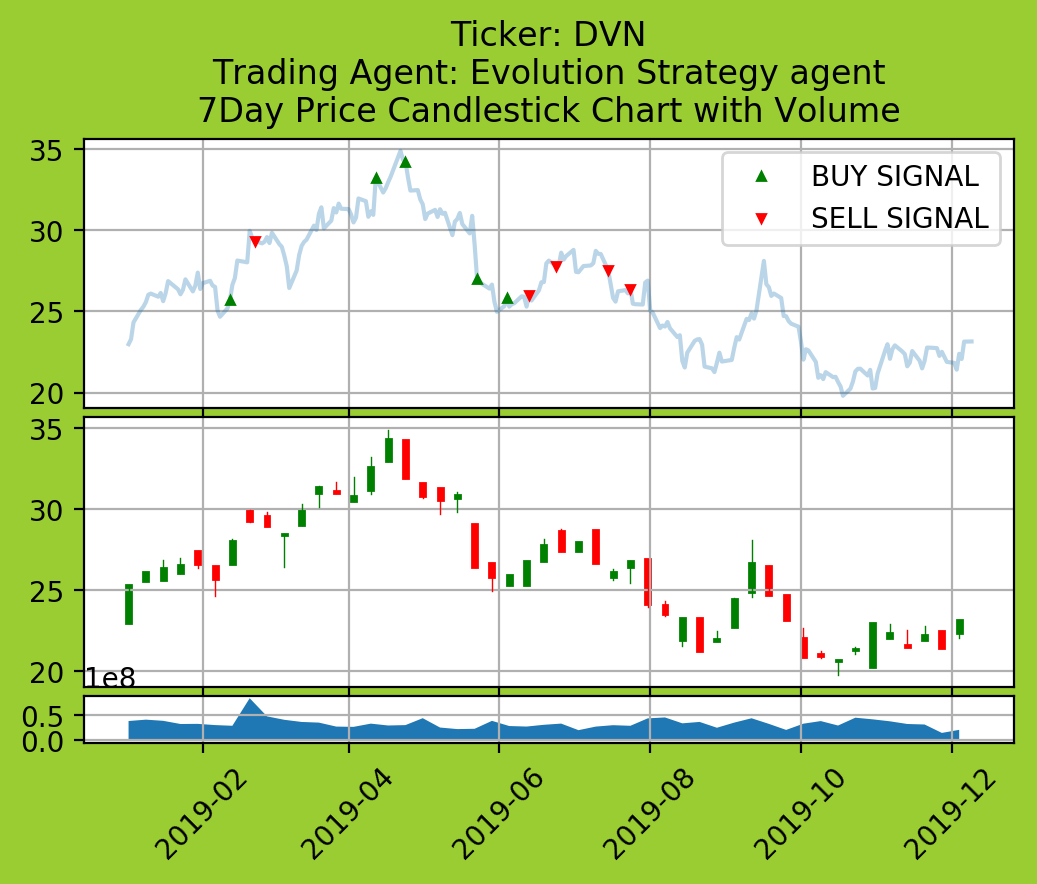 Ticker: DVN
Trading Agent: Evolution Strategy agent
7Day Price Candlestick Chart with Volume
35
30
25
20
BUY SIGNAL
SELL SIGNAL
35
30
25
20
1e8
0.5
0.0
2019-02
2019-04
2019-06
2019-08
2019-10
2019-12